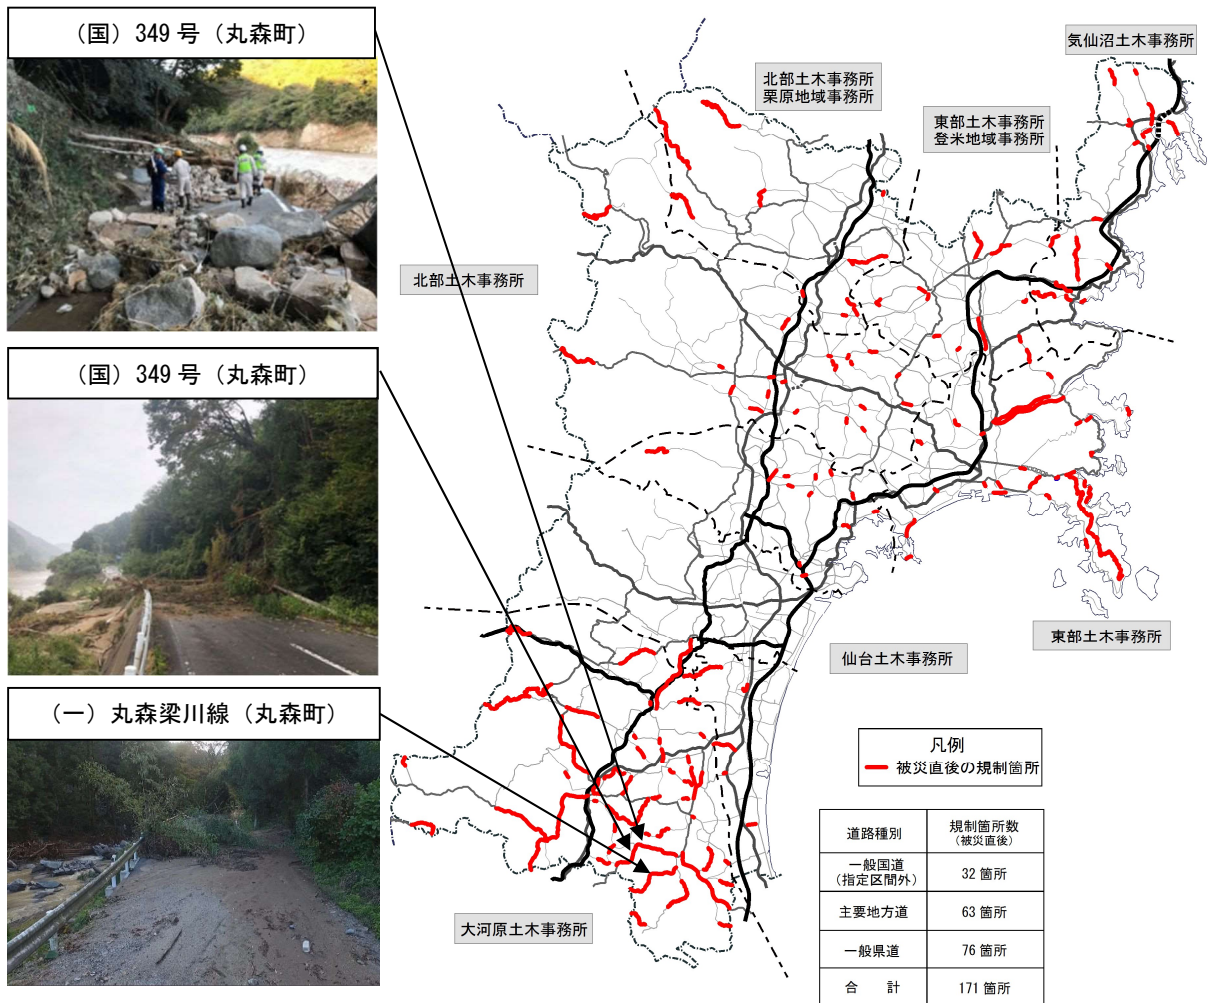 （国）349 号（丸森町）
（国）349 号（丸森町）
（一）丸森梁川線（丸森町）
気仙沼土木事務所
北部土木事務所
栗原地域事務所
東部土木事務所
登米地域事務所
北部土木事務所
東部土木事務所
仙台土木事務所
大河原土木事務所
凡例
被災直後の規制箇所
道路種別 規制箇所数
（被災直後）
一般国道
（指定区間外） 32 箇所
主要地方道 63 箇所
一般県道 76 箇所
合 計 171 箇所